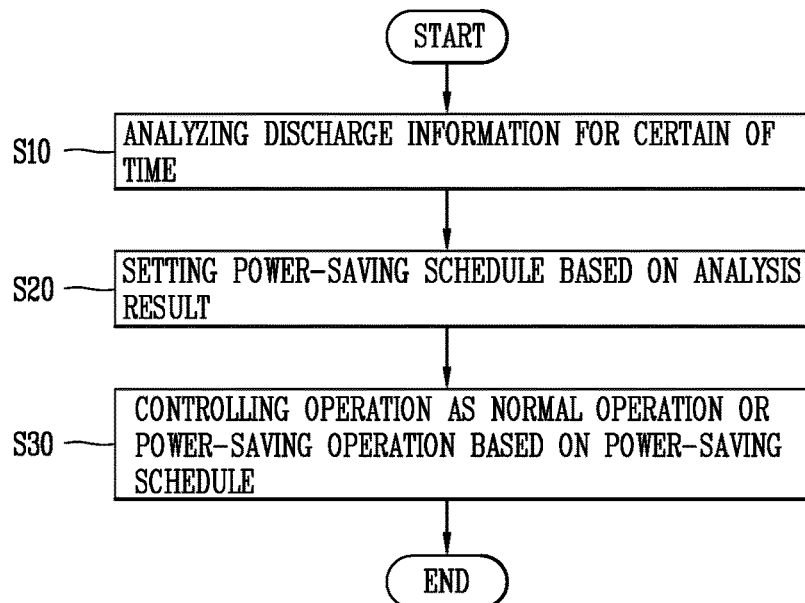 START
S10
ANALYZING DISCHARGE INFORMATION FOR CERTAIN OF
TIME
S20
SETTING POWER-SAVING SCHEDULE BASED ON ANALYSIS
RESULT
S30
CONTROLLING OPERATION AS NORMAL OPERATION OR
POWER-SAVING OPERATION BASED ON POWER-SAVING
SCHEDULE
END